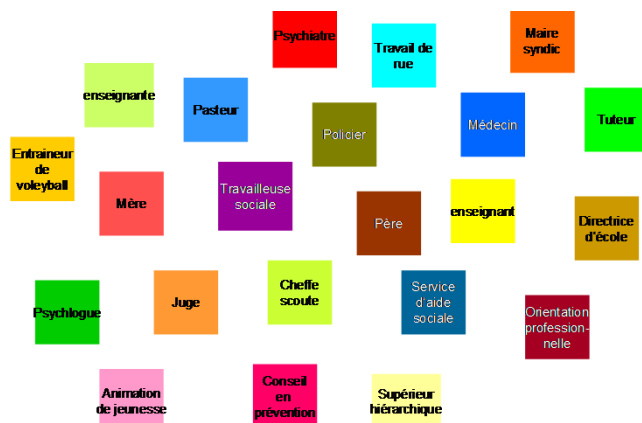 Psychiatre
Travail de
rue
Maire
syndic
enseignante
Pasteur
Policier
Médecin
Tuteur
Entraineur
de
voleyball
Mère
Travailleuse
sociale
Père
enseignant
Directrice
d'école
Psychlogue
Juge
Cheffe
scoute
Service
d'aide
sociale
Orientation
profession-
nelle
Animation
de jeunesse
Conseil
en
prévention
Supérieur
hiérarchique